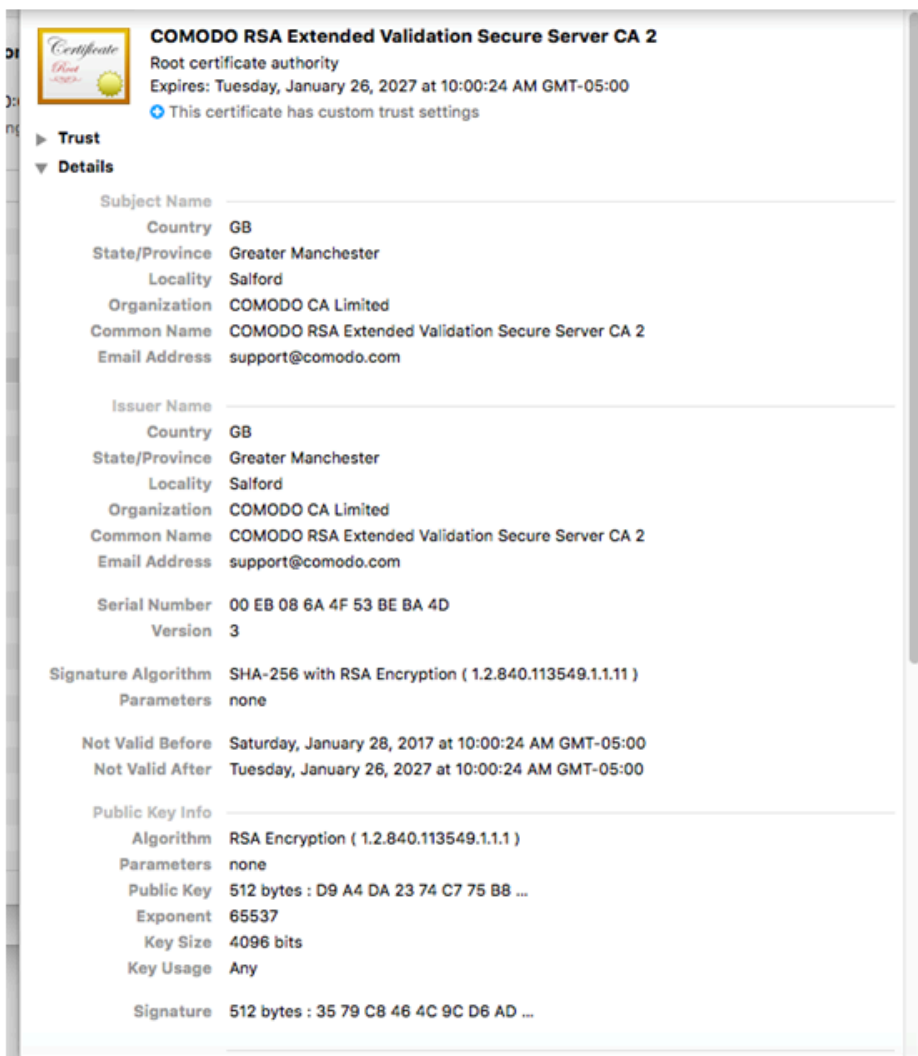 COMODO RSA Extended Validation Secure Server CA 2
Certificate
Root
Root certificate authority
Expires: Tuesday, January 26, 2027 at 10:00:24 AM GMT-05:00
This certificate has custom trust settings
Trust
Details
Subject Name
Country GB
State/Province Greater Manchester
Locality Salford
Organization COMODO CA Limited
Common Name COMODO RSA Extended Validation Secure Server CA 2
Email Address support@comodo.com
Issuer Name
Country GB
State/Province Greater Manchester
Locality Salford
Organization COMODO CA Limited
Common Name COMODO RSA Extended Validation Secure Server CA 2
Email Address support@comodo.com
Serial Number 00 EB 08 6A 4F 53 BE BA 4D
Version 3
Signature Algorithm SHA-256 with RSA Encryption ( 1.2.840.113549.1.1.11 )
Parameters none
Not Valid Before Saturday, January 28, 2017 at 10:00:24 AM GMT-05:00
Not Valid After Tuesday, January 26, 2027 at 10:00:24 AM GMT-05:00
Public Key Info
Algorithm RSA Encryption ( 1.2.840.113549.1.1.1 )
Parameters none
Public Key 512 bytes : D9 A4 DA 23 74 C7 75 B8 ...
Exponent 65537
Key Size 4096 bits
Key Usage Any
Signature 512 bytes : 35 79 C8 46 4C 9C D6 AD ...